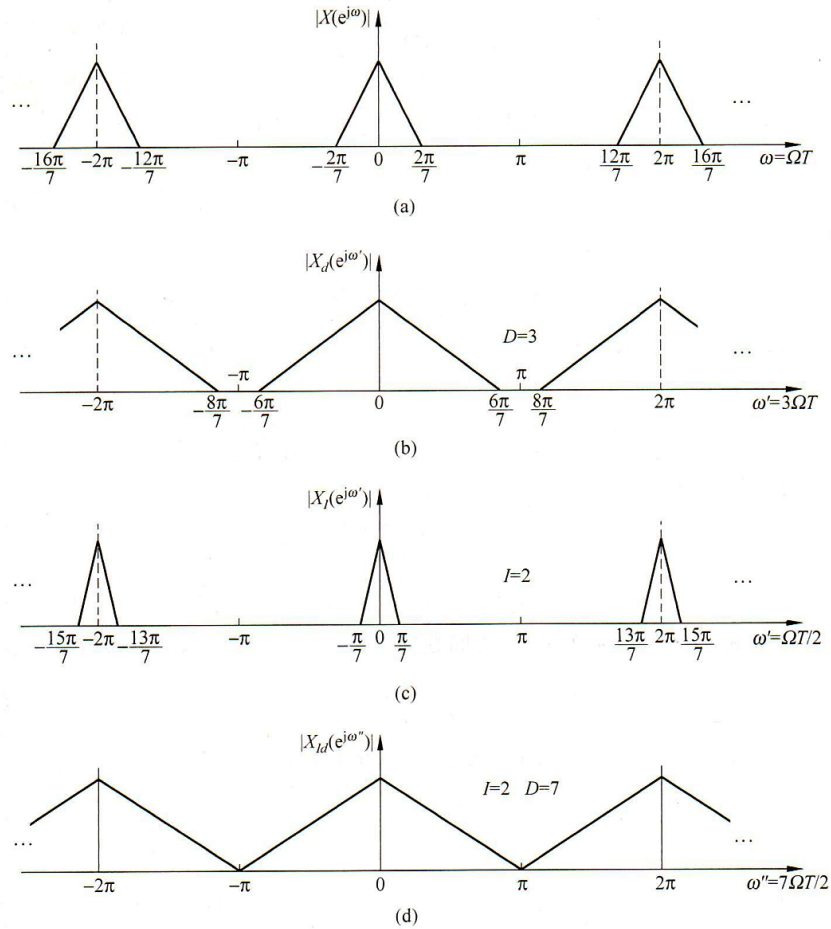 |X(e^{jω})|
... ...
-16π/7 -2π -12π/7 -π -2π/7 0 2π/7 π 12π/7 2π 16π/7 ω=ΩT
(a)
|X_d(e^{jω′})|
D=3
... ...
-π π
-2π -8π/7 -6π/7 0 6π/7 8π/7 2π ω′=3ΩT
(b)
|X_I(e^{jω′})|
... I=2 ...
-15π/7 -2π -13π/7 -π -π/7 0 π/7 π 13π/7 2π 15π/7 ω′=ΩT/2
(c)
|X_{Id}(e^{jω″})|
I=2 D=7
... ...
-2π -π 0 π 2π ω″=7ΩT/2
(d)